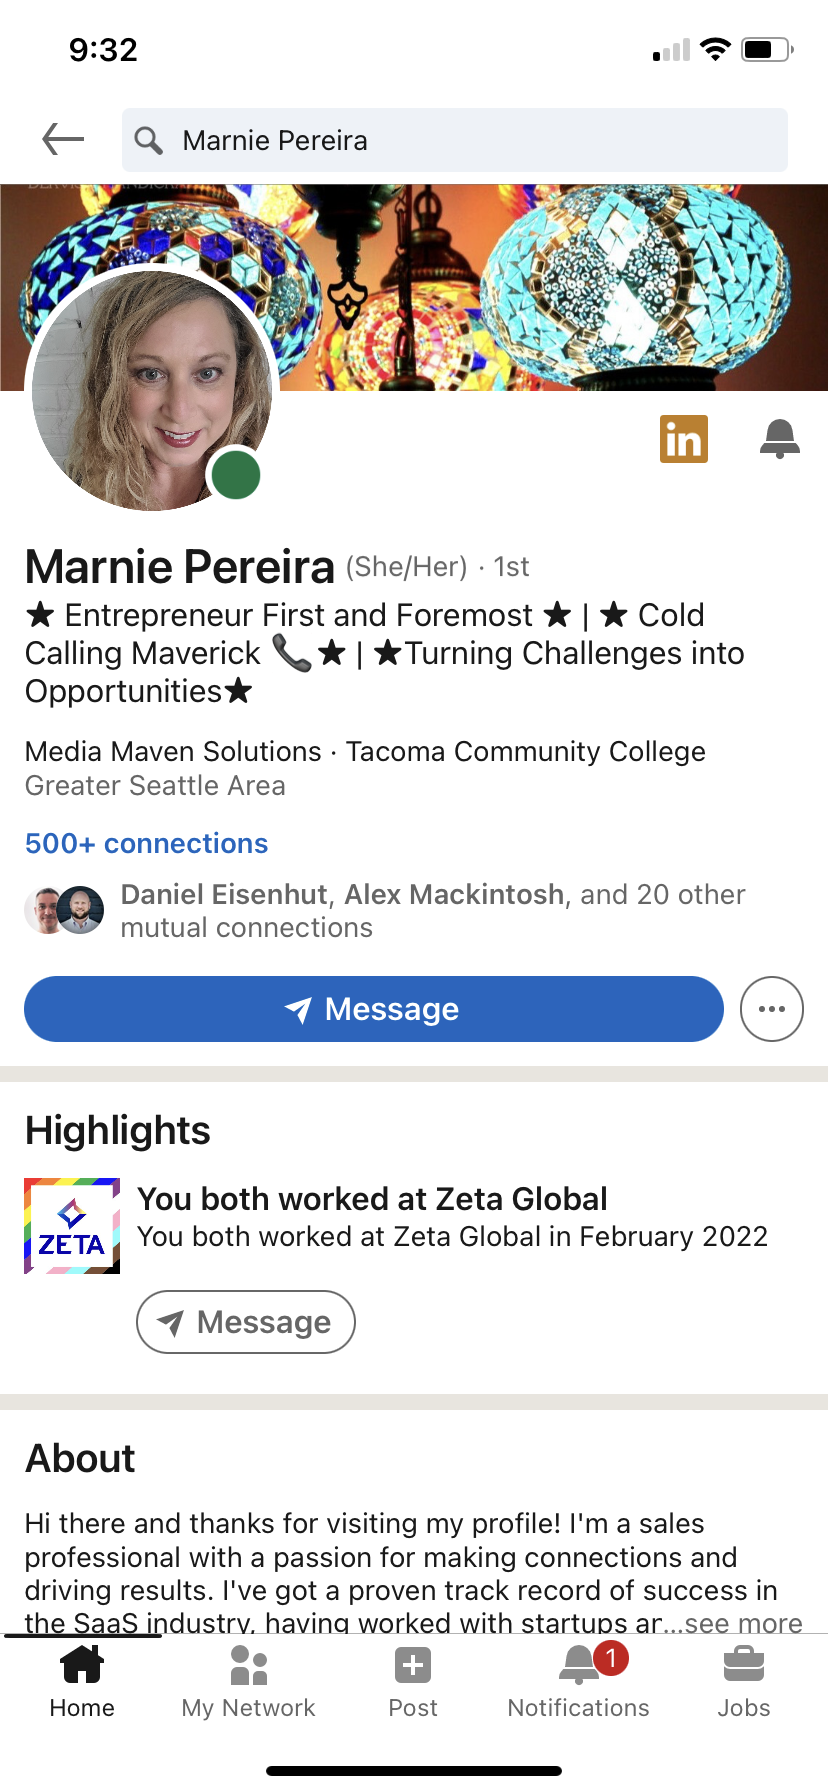 9:32
Marnie Pereira
in
Marnie Pereira (She/Her) · 1st
★ Entrepreneur First and Foremost ★ | ★ Cold
Calling Maverick 📞★ | ★Turning Challenges into
Opportunities★
Media Maven Solutions · Tacoma Community College
Greater Seattle Area
500+ connections
Daniel Eisenhut, Alex Mackintosh, and 20 other
mutual connections
Message
Highlights
ZETA
You both worked at Zeta Global
You both worked at Zeta Global in February 2022
Message
About
Hi there and thanks for visiting my profile! I'm a sales
professional with a passion for making connections and
driving results. I've got a proven track record of success in
the SaaS industry, having worked with startups ar...see more
1
Home My Network Post Notifications Jobs